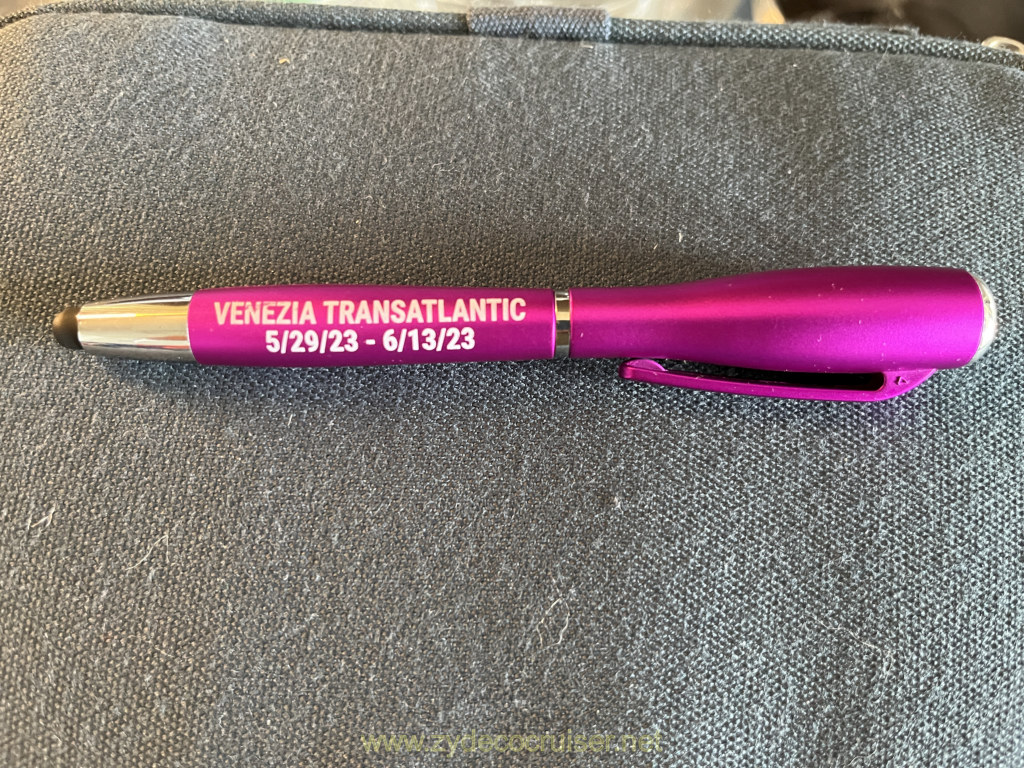 VENEZIA TRANSATLANTIC
5/29/23 - 6/13/23
www.zydecocruiser.net